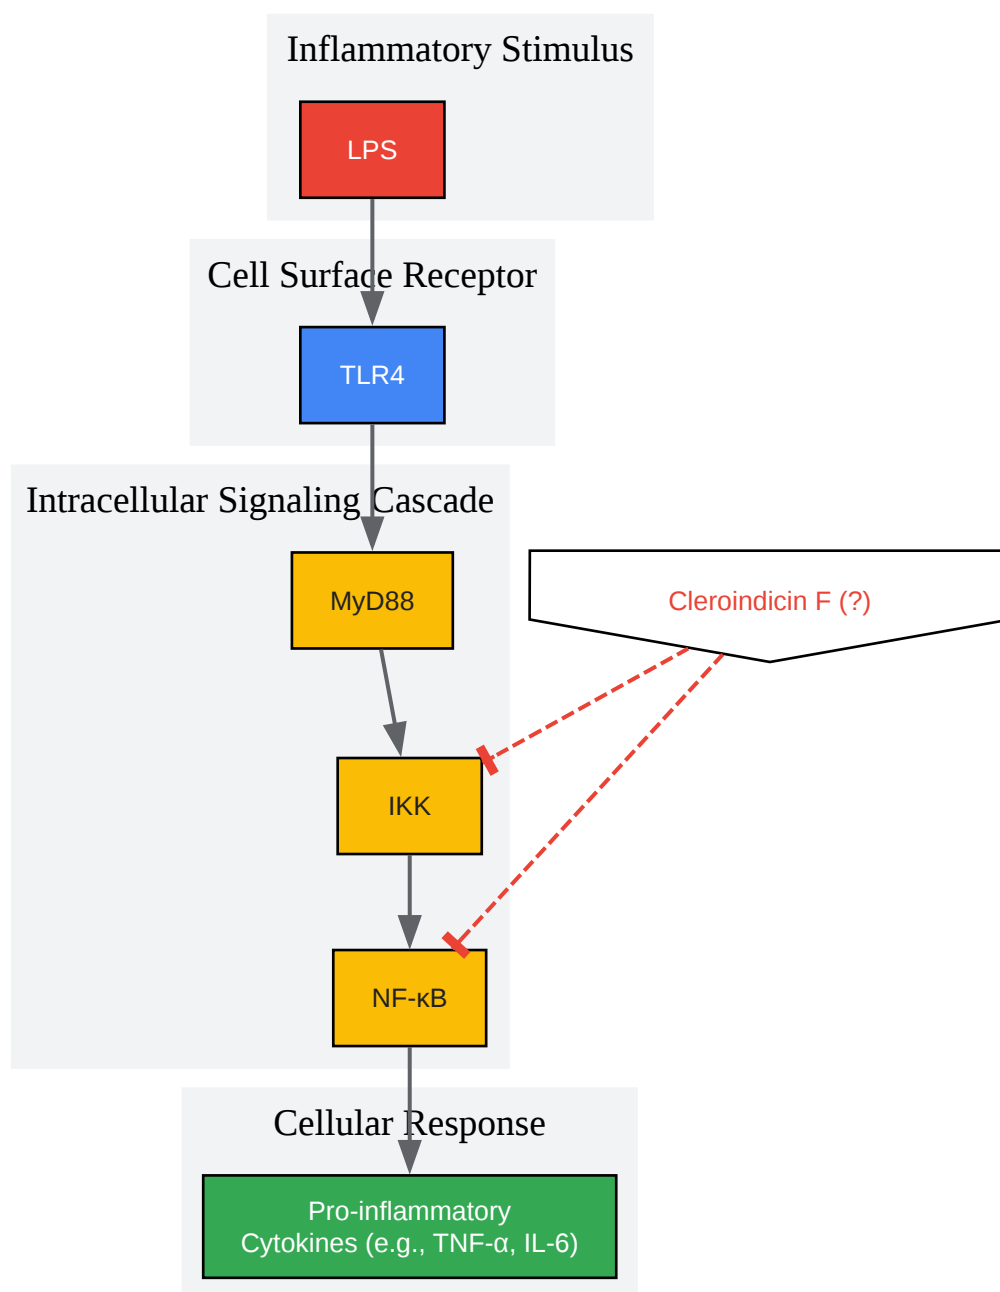 Inflammatory Stimulus
LPS
Cell Surface Receptor
TLR4
Intracellular Signaling Cascade
MyD88
Cleroindicin F (?)
IKK
NF-κB
Cellular Response
Pro-inflammatory
Cytokines (e.g., TNF-α, IL-6)